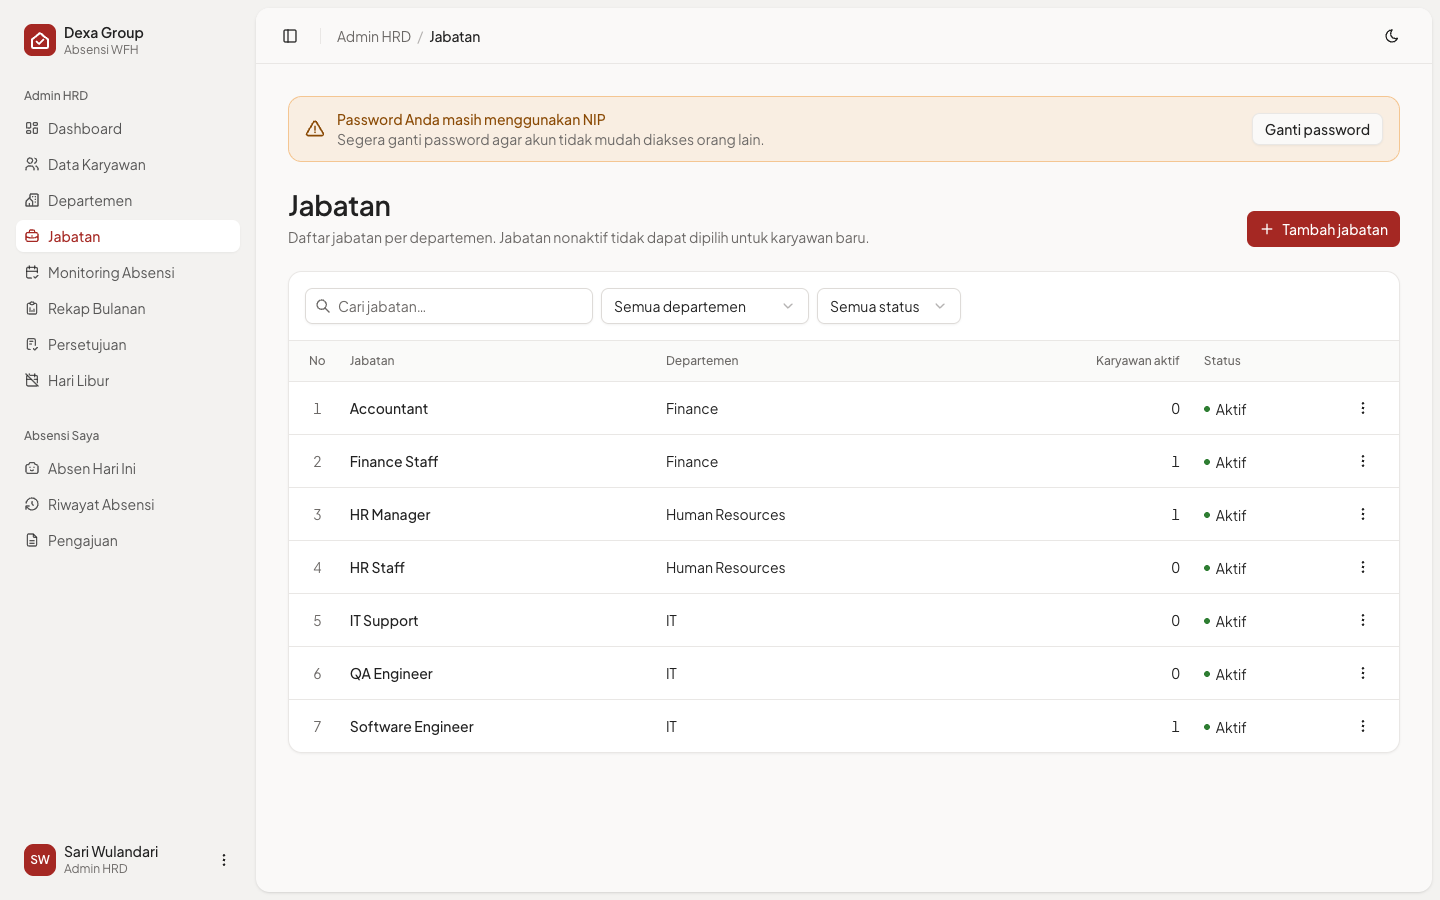 Dexa Group
Absensi WFH
Admin HRD
Dashboard
Data Karyawan
Departemen
Jabatan
Monitoring Absensi
Rekap Bulanan
Persetujuan
Hari Libur
Absensi Saya
Absen Hari Ini
Riwayat Absensi
Pengajuan
SW
Sari Wulandari
Admin HRD
Admin HRD / Jabatan
Password Anda masih menggunakan NIP
Segera ganti password agar akun tidak mudah diakses orang lain.
Ganti password
Jabatan
Daftar jabatan per departemen. Jabatan nonaktif tidak dapat dipilih untuk karyawan baru.
Tambah jabatan
Cari jabatan... Semua departemen Semua status
No Jabatan Departemen Karyawan aktif Status
1 Accountant Finance 0 Aktif
2 Finance Staff Finance 1 Aktif
3 HR Manager Human Resources 1 Aktif
4 HR Staff Human Resources 0 Aktif
5 IT Support IT 0 Aktif
6 QA Engineer IT 0 Aktif
7 Software Engineer IT 1 Aktif